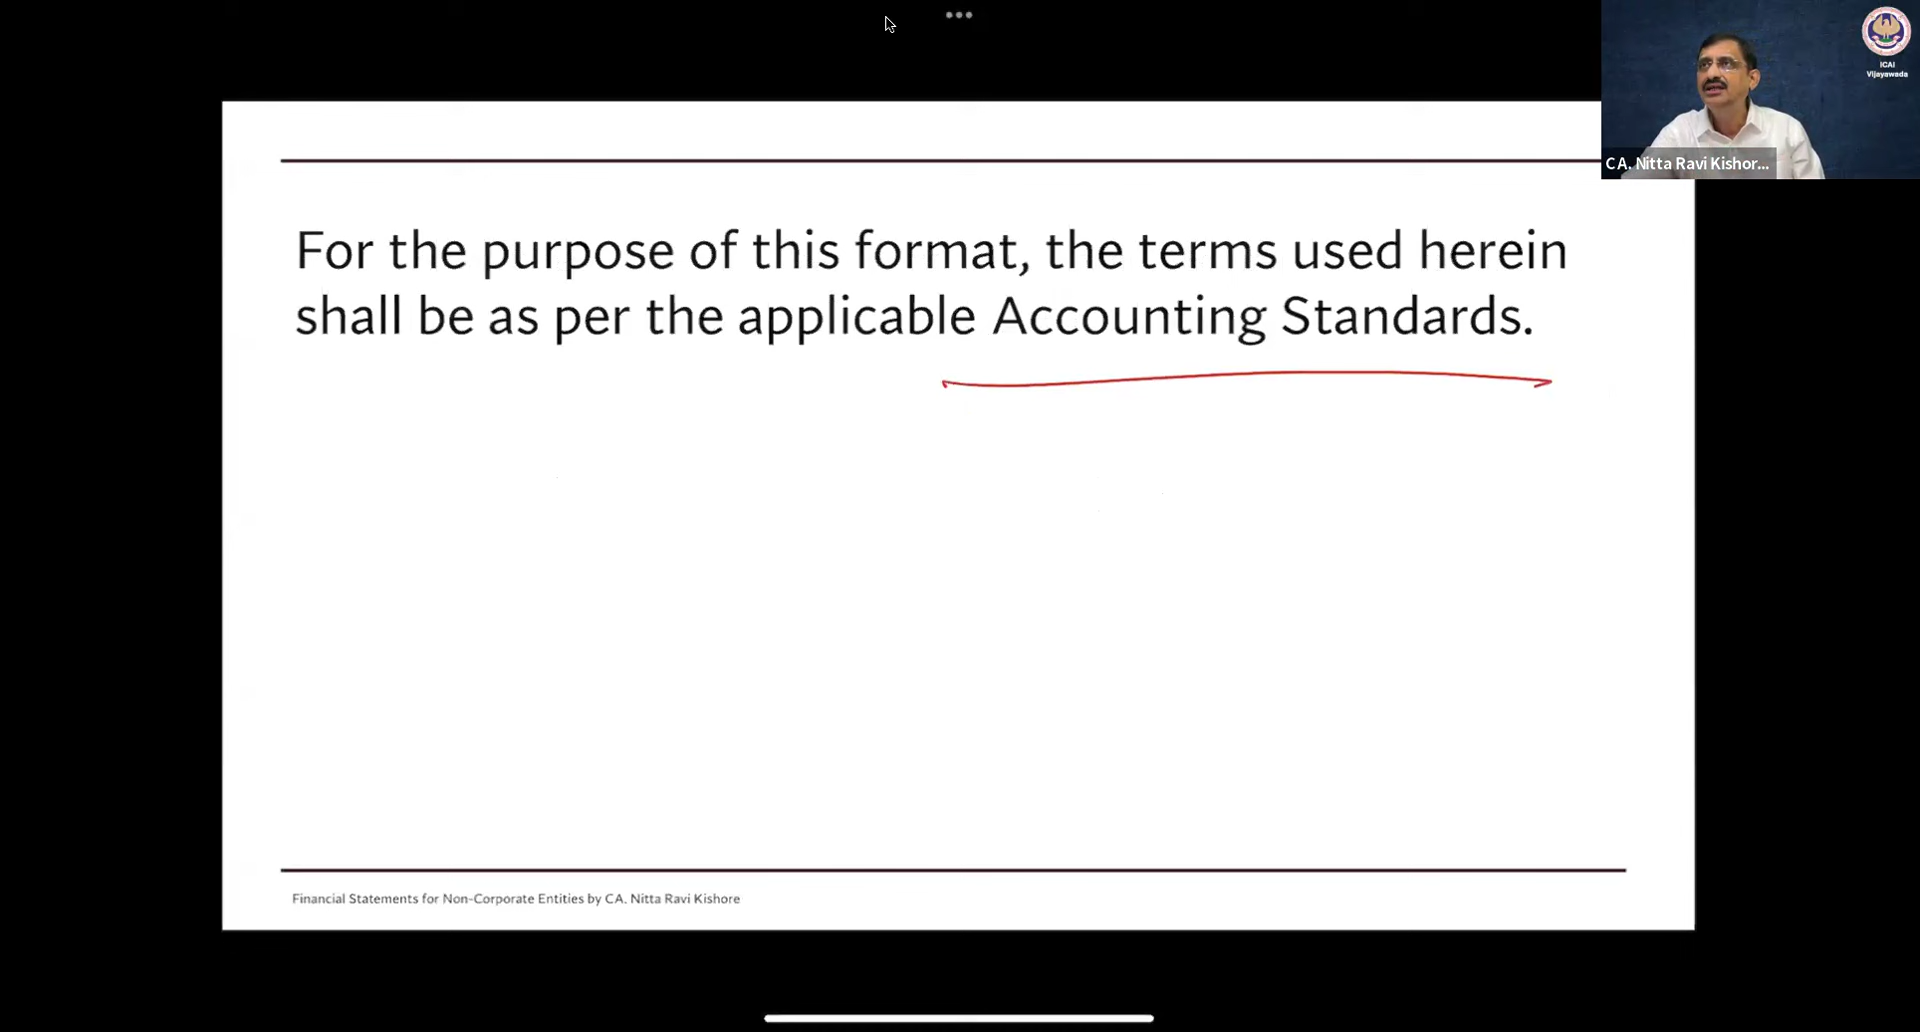 ICAI
Vijayawada
CA. Nitta Ravi Kishor...
For the purpose of this format, the terms used herein
shall be as per the applicable Accounting Standards.
Financial Statements for Non-Corporate Entities by CA. Nitta Ravi Kishore